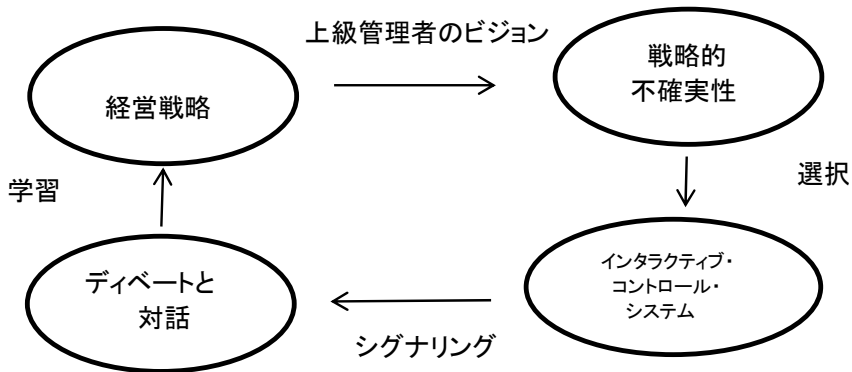 上級管理者のビジョン
経営戦略
戦略的
不確実性
学習
選択
ディベートと
対話
インタラクティブ・
コントロール・
システム
シグナリング